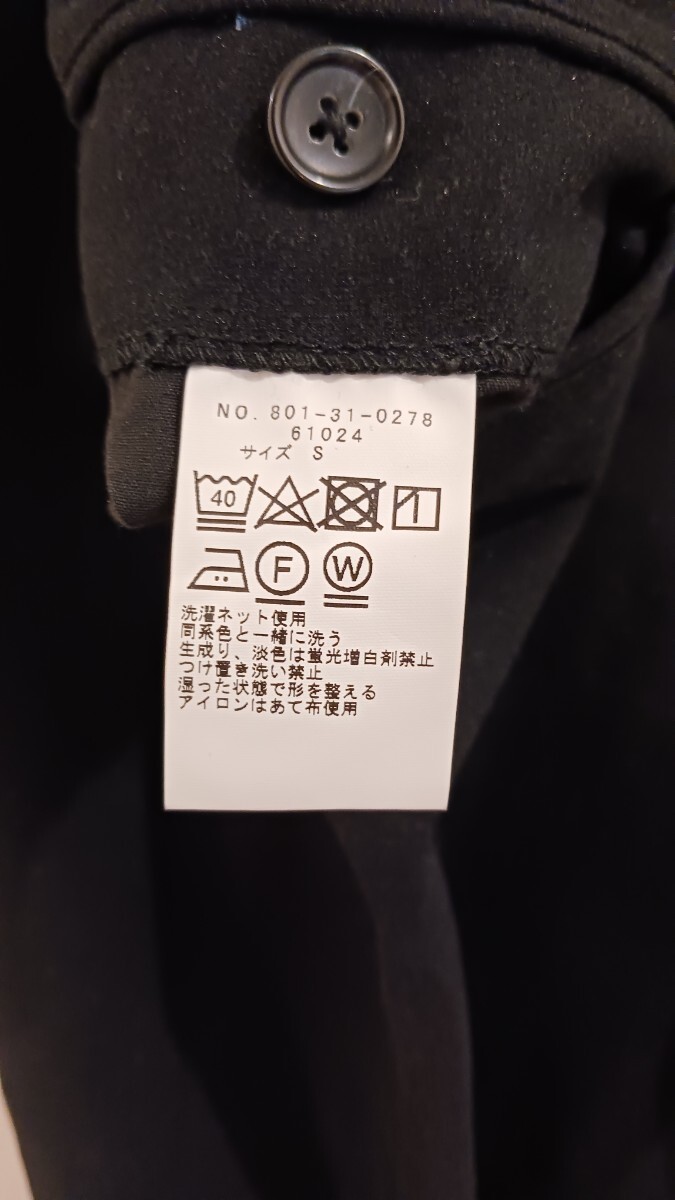 NO. 801-31-0278
61024
サイズ S
40
F W
洗濯ネット使用
同系色と一緒に洗う
生成り、淡色は蛍光増白剤禁止
つけ置き洗い禁止
湿った状態で形を整える
アイロンはあて布使用